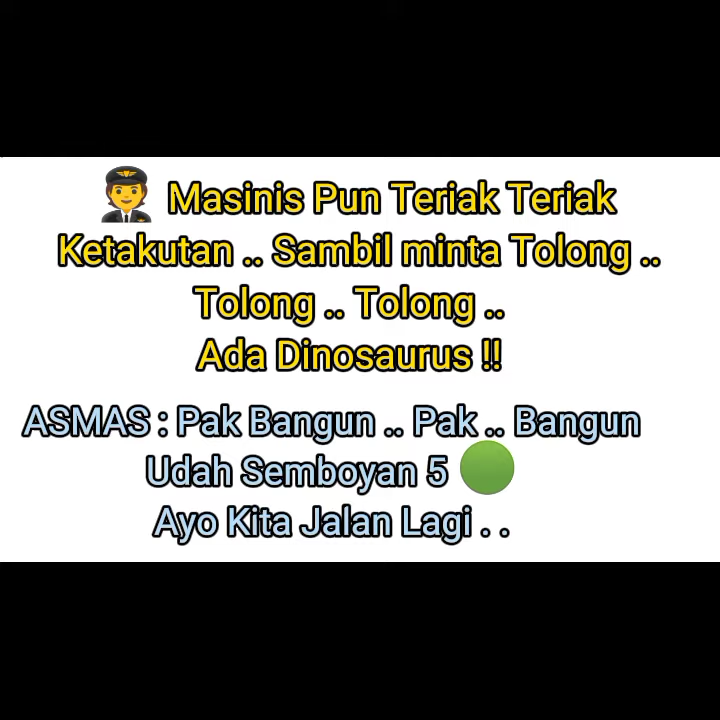 Masinis Pun Teriak Teriak
Ketakutan .. Sambil minta Tolong ..
Tolong .. Tolong ..
Ada Dinosaurus !!
ASMAS : Pak Bangun .. Pak .. Bangun
Udah Semboyan 5
Ayo Kita Jalan Lagi . .